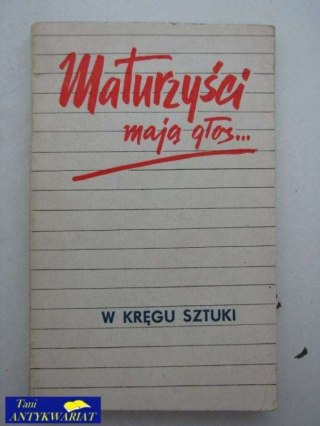 Maturzyści
mają głos...
W KRĘGU SZTUKI
Tani
ANTYKWARIAT